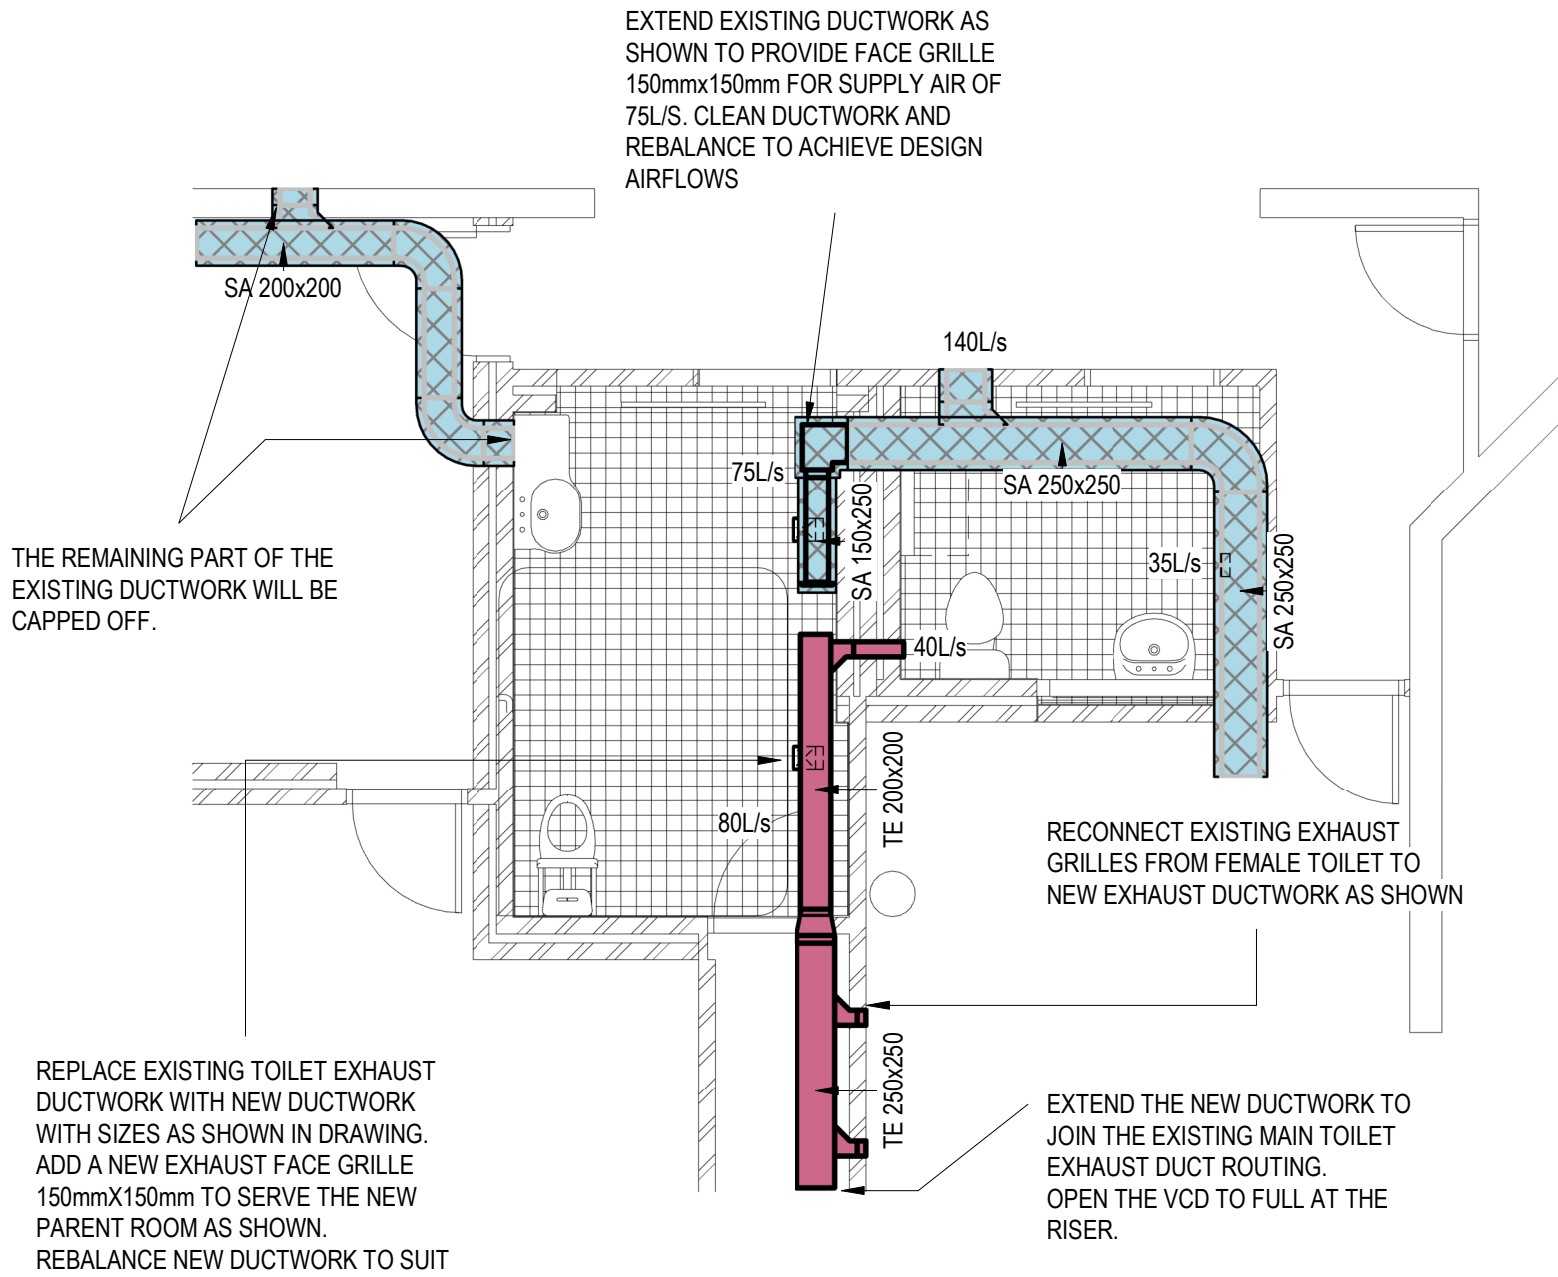 EXTEND EXISTING DUCTWORK AS
SHOWN TO PROVIDE FACE GRILLE
150mmx150mm FOR SUPPLY AIR OF
75L/S. CLEAN DUCTWORK AND
REBALANCE TO ACHIEVE DESIGN
AIRFLOWS
SA 200x200
140L/s
75L/s
SA 250x250
SA 150x250
35L/s
SA 250x250
THE REMAINING PART OF THE
EXISTING DUCTWORK WILL BE
CAPPED OFF.
40L/s
TE 200x200
80L/s
RECONNECT EXISTING EXHAUST
GRILLES FROM FEMALE TOILET TO
NEW EXHAUST DUCTWORK AS SHOWN
TE 250x250
REPLACE EXISTING TOILET EXHAUST
DUCTWORK WITH NEW DUCTWORK
WITH SIZES AS SHOWN IN DRAWING.
ADD A NEW EXHAUST FACE GRILLE
150mmX150mm TO SERVE THE NEW
PARENT ROOM AS SHOWN.
REBALANCE NEW DUCTWORK TO SUIT
EXTEND THE NEW DUCTWORK TO
JOIN THE EXISTING MAIN TOILET
EXHAUST DUCT ROUTING.
OPEN THE VCD TO FULL AT THE
RISER.